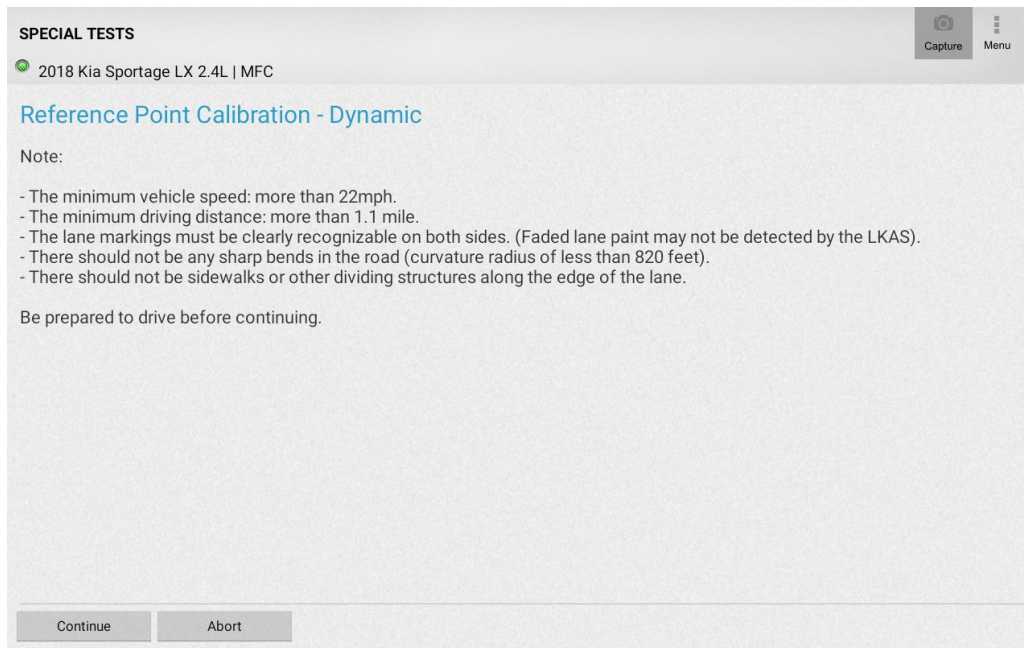 SPECIAL TESTS
Capture
Menu
2018 Kia Sportage LX 2.4L | MFC
Reference Point Calibration - Dynamic
Note:
- The minimum vehicle speed: more than 22mph.
- The minimum driving distance: more than 1.1 mile.
- The lane markings must be clearly recognizable on both sides. (Faded lane paint may not be detected by the LKAS).
- There should not be any sharp bends in the road (curvature radius of less than 820 feet).
- There should not be sidewalks or other dividing structures along the edge of the lane.
Be prepared to drive before continuing.
Continue
Abort